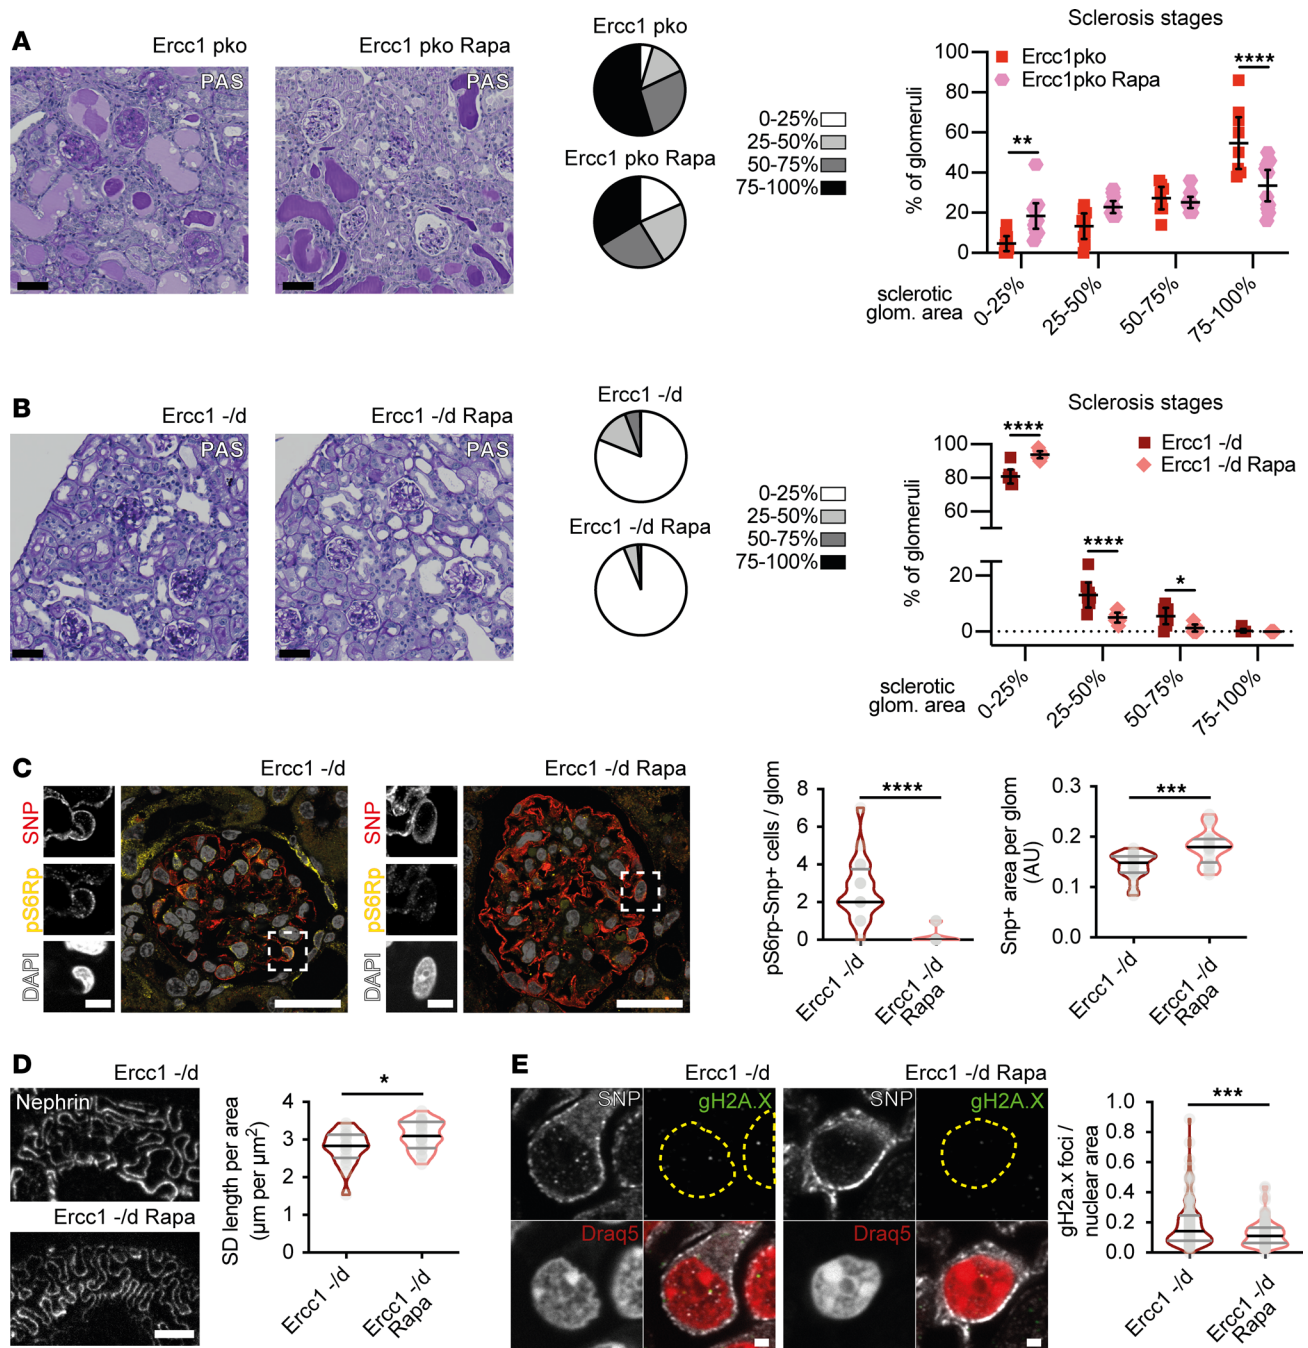 A
Ercc1 pko
PAS
Ercc1 pko Rapa
PAS
Ercc1 pko
Ercc1 pko Rapa
0-25%
25-50%
50-75%
75-100%
Sclerosis stages
Ercc1pko
Ercc1pko Rapa
% of glomeruli
100
80
60
40
20
0
**
****
sclerotic
glom. area
0-25%
25-50%
50-75%
75-100%
B
Ercc1 -/d
PAS
Ercc1 -/d Rapa
PAS
Ercc1 -/d
Ercc1 -/d Rapa
0-25%
25-50%
50-75%
75-100%
Sclerosis stages
Ercc1 -/d
Ercc1 -/d Rapa
% of glomeruli
100
80
60
20
0
****
****
*
sclerotic
glom. area
0-25%
25-50%
50-75%
75-100%
C
Ercc1 -/d
SNP
pS6Rp
DAPI
Ercc1 -/d Rapa
SNP
pS6Rp
DAPI
pS6rp-Snp+ cells / glom
8
6
4
2
0
****
Ercc1 -/d
Ercc1 -/d
Rapa
Snp+ area per glom
(AU)
0.3
0.2
0.1
0.0
***
Ercc1 -/d
Ercc1 -/d
Rapa
D
Ercc1 -/d
Nephrin
Ercc1 -/d Rapa
SD length per area
(µm per µm²)
4
3
2
1
0
*
Ercc1 -/d
Ercc1 -/d
Rapa
E
Ercc1 -/d
SNP
gH2A.X
Draq5
Ercc1 -/d Rapa
SNP
gH2A.X
Draq5
gH2a.x foci /
nuclear area
1.0
0.8
0.6
0.4
0.2
0.0
***
Ercc1 -/d
Ercc1 -/d
Rapa